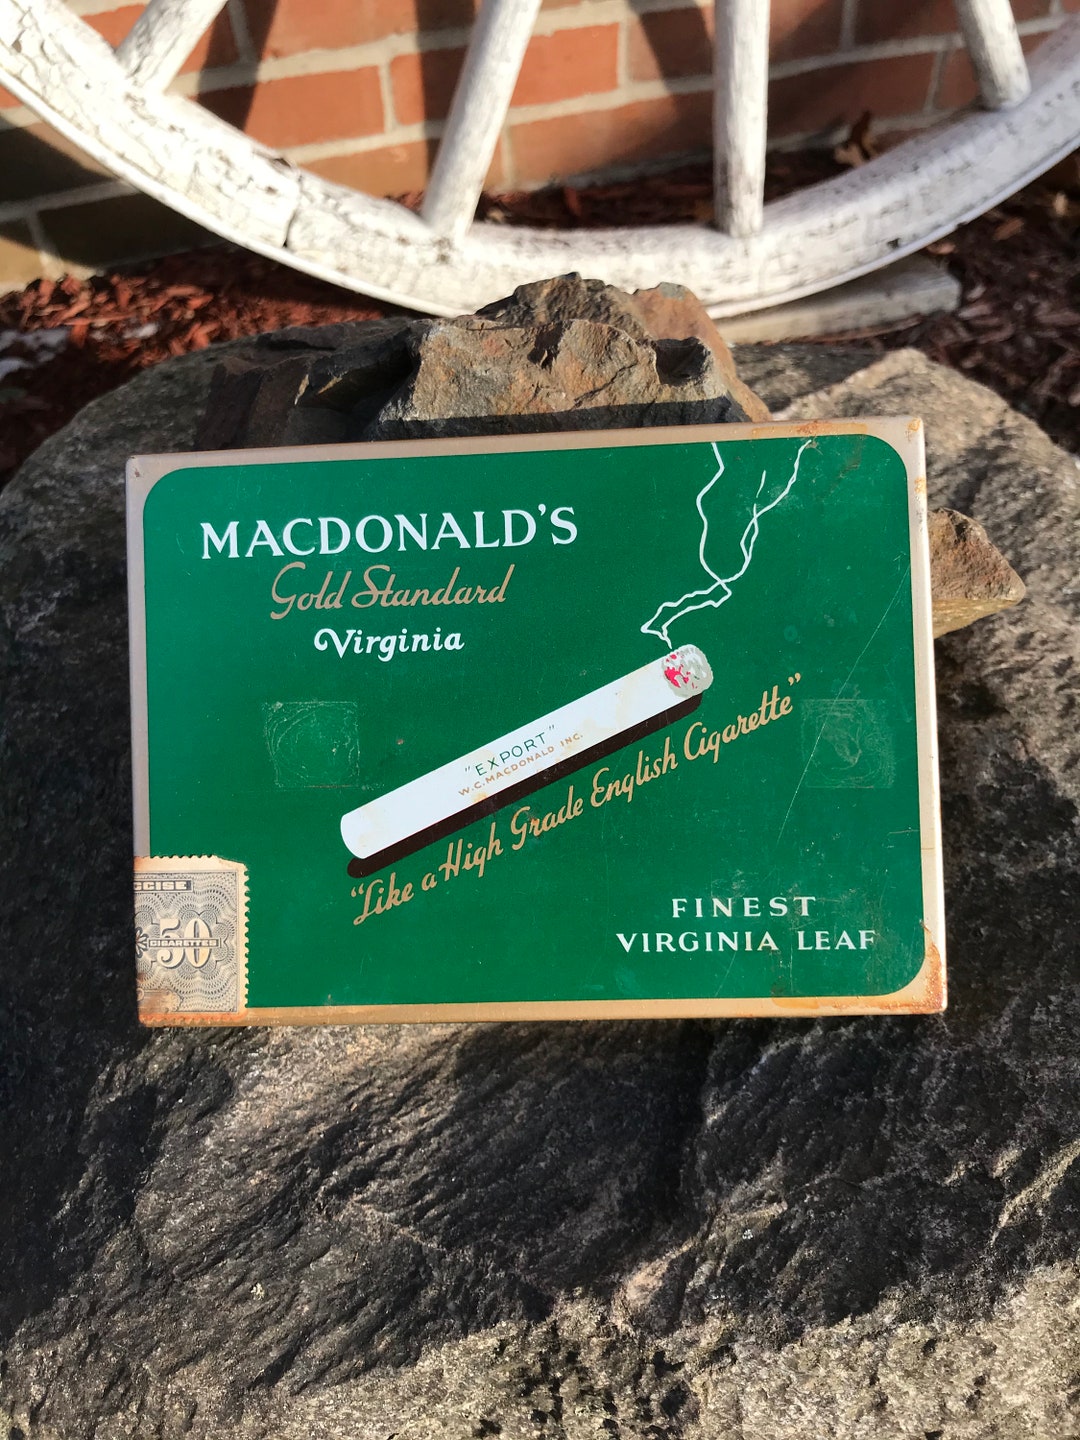 MACDONALD'S
Gold Standard
Virginia
"EXPORT"
W.C. MACDONALD INC.
"Like a High Grade English Cigarette"
FINEST
VIRGINIA LEAF
50
CIGARETTES